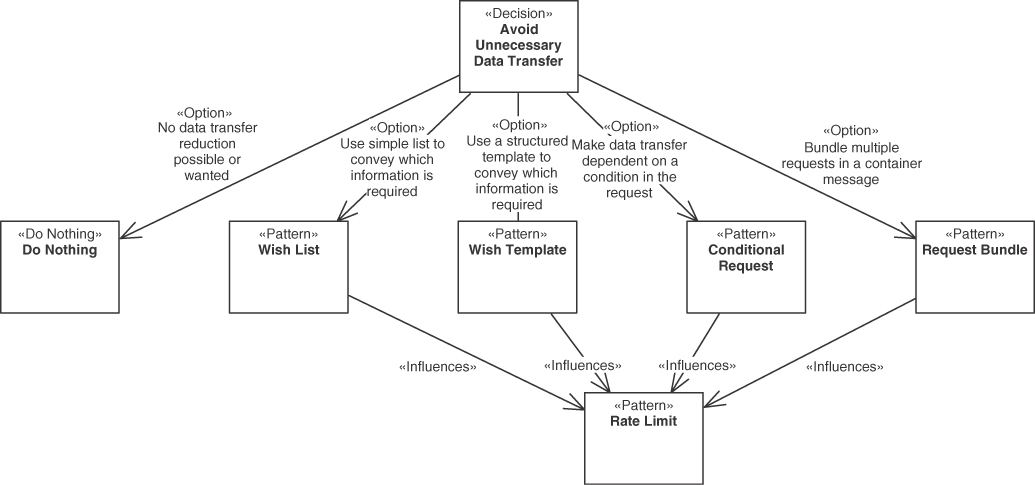 «Decision»
Avoid
Unnecessary
Data Transfer
«Option»
No data transfer
reduction
possible or
wanted
«Option»
Use simple list to
convey which
information is
required
«Option»
Use a structured
template to
convey which
information is
required
«Option»
Make data transfer
dependent on a
condition in the
request
«Option»
Bundle multiple
requests in a container
message
«Do Nothing»
Do Nothing
«Pattern»
Wish List
«Pattern»
Wish Template
«Pattern»
Conditional
Request
«Pattern»
Request Bundle
«Influences»
«Influences»
«Influences»
«Influences»
«Pattern»
Rate Limit